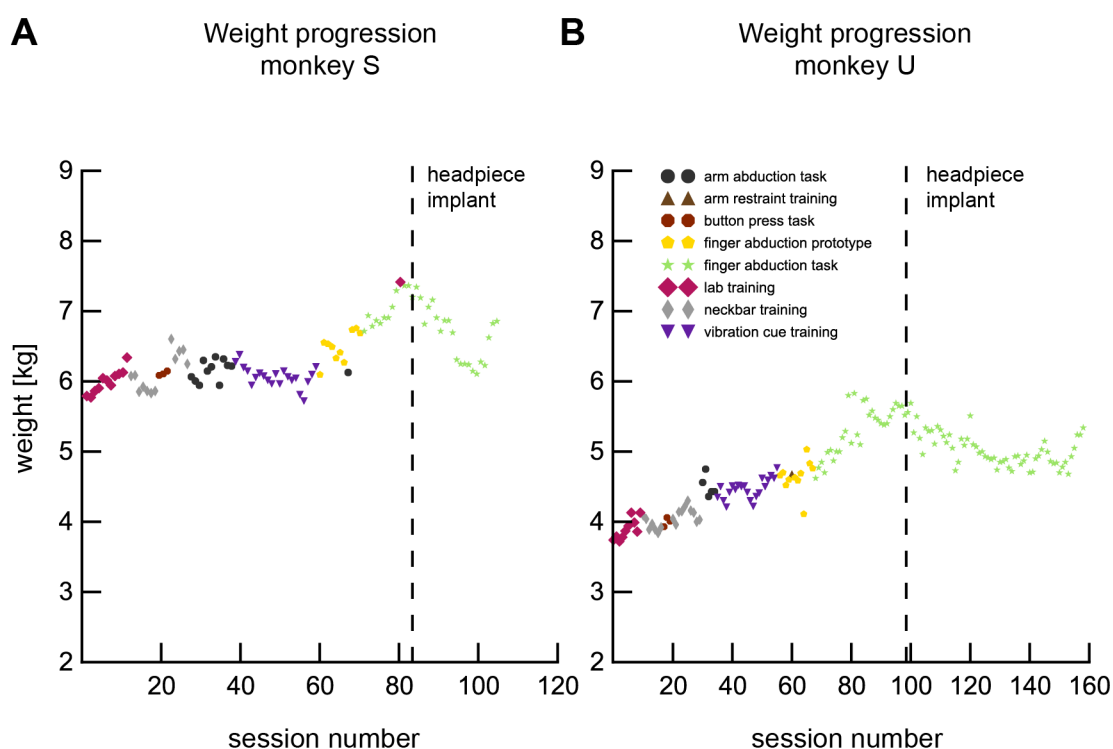 A
Weight progression
monkey S
B
Weight progression
monkey U
9
8
7
6
5
4
3
2
weight [kg]
headpiece
implant
20
40
60
80
100
120
session number
9
8
7
6
5
4
3
2
arm abduction task
arm restraint training
button press task
finger abduction prototype
finger abduction task
lab training
neckbar training
vibration cue training
headpiece
implant
20
40
60
80
100
120
140
160
session number